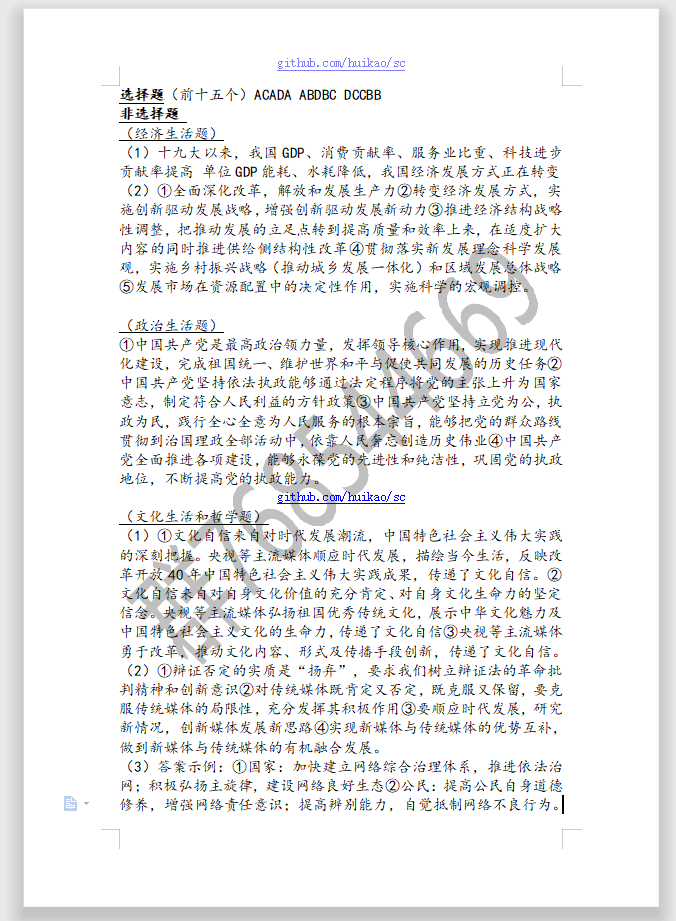 github.com/huikao/sc
选择题（前十五个）ACADA ABDBC DCCBB
非选择题
（经济生活题）
（1）十九大以来，我国GDP、消费贡献率、服务业比重、科技进步
贡献率提高 单位GDP能耗、水耗降低，我国经济发展方式正在转变
（2）①全面深化改革，解放和发展生产力②转变经济发展方式，实
施创新驱动发展战略，增强创新驱动发展新动力③推进经济结构战略
性调整，把推动发展的立足点转到提高质量和效率上来，在适度扩大
内容的同时推进供给侧结构性改革④贯彻落实新发展理念科学发展
观，实施乡村振兴战略（推动城乡发展一体化）和区域发展总体战略
⑤发展市场在资源配置中的决定性作用，实施科学的宏观调控。
（政治生活题）
①中国共产党是最高政治领力量，发挥领导核心作用，实现推进现代
化建设，完成祖国统一、维护世界和平与促使共同发展的历史任务②
中国共产党坚持依法执政能够通过法定程序将党的主张上升为国家
意志，制定符合人民利益的方针政策③中国共产党坚持立党为公，执
政为民，践行全心全意为人民服务的根本宗旨，能够把党的群众路线
贯彻到治国理政全部活动中，依靠人民奮忘创造历史伟业④中国共产
党全面推进各项建设，能够永葆党的先进性和纯洁性，巩固党的执政
地位，不断提高党的执政能力。
github.com/huikao/sc
（文化生活和哲学题）
（1）①文化自信来自对时代发展潮流，中国特色社会主义伟大实践
的深刻把握。央视等主流媒体顺应时代发展，描绘当今生活，反映改
革开放40年中国特色社会主义伟大实践成果，传递了文化自信。②
文化自信来自对自身文化价值的充分肯定、对自身文化生命力的坚定
信念。央视等主流媒体弘扬祖国优秀传统文化，展示中华文化魅力及
中国特色社会主义文化的生命力，传递了文化自信③央视等主流媒体
勇于改革，推动文化内容、形式及传播手段创新，传递了文化自信。
（2）①辩证否定的实质是“扬弃”，要求我们树立辩证法的革命批
判精神和创新意识②对传统媒体既肯定又否定，既克服又保留，要克
服传统媒体的局限性，充分发挥其积极作用③要顺应时代发展，研究
新情况，创新媒体发展新思路④实现新媒体与传统媒体的优势互补，
做到新媒体与传统媒体的有机融合发展。
（3）答案示例：①国家：加快建立网络综合治理体系，推进依法治
网；积极弘扬主旋律，建设网络良好生态②公民：提高公民自身道德
修养，增强网络责任意识；提高辨别能力，自觉抵制网络不良行为。
群768544669